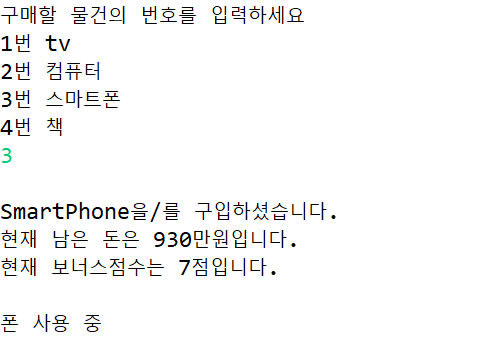 구매할 물건의 번호를 입력하세요
1번 tv
2번 컴퓨터
3번 스마트폰
4번 책
3
SmartPhone을/를 구입하셨습니다.
현재 남은 돈은 930만원입니다.
현재 보너스점수는 7점입니다.
폰 사용 중